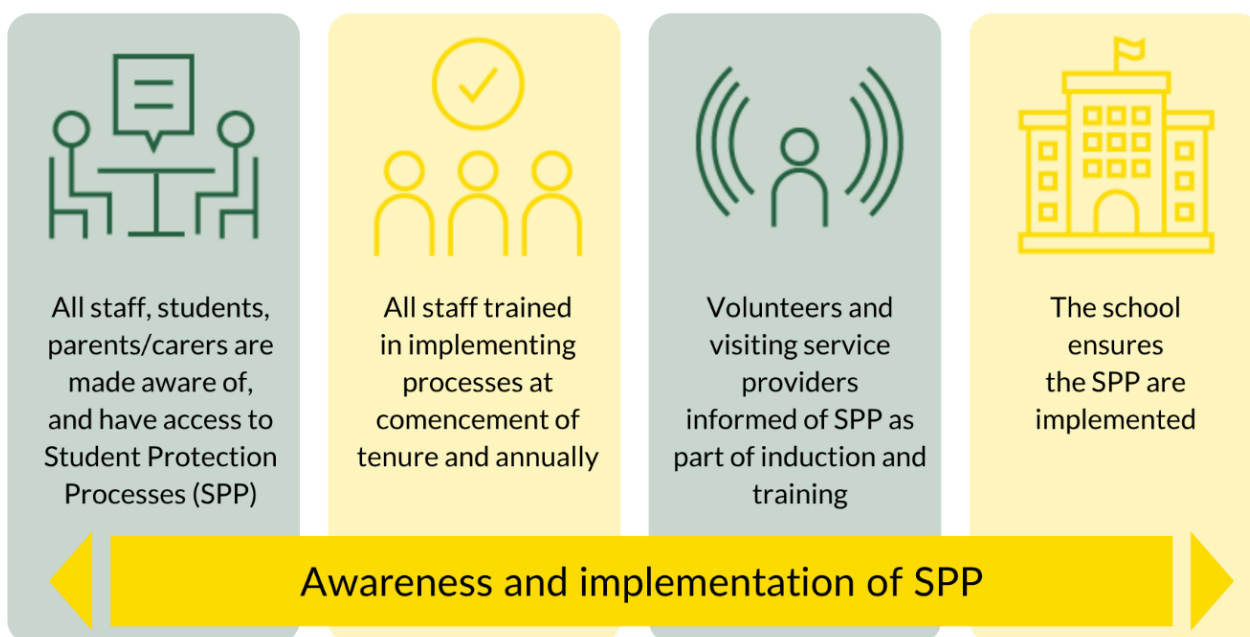 All staff, students,
parents/carers are
made aware of,
and have access to
Student Protection
Processes (SPP)
All staff trained
in implementing
processes at
comencement of
tenure and annually
Volunteers and
visiting service
providers
informed of SPP as
part of induction and
training
The school
ensures
the SPP are
implemented
Awareness and implementation of SPP